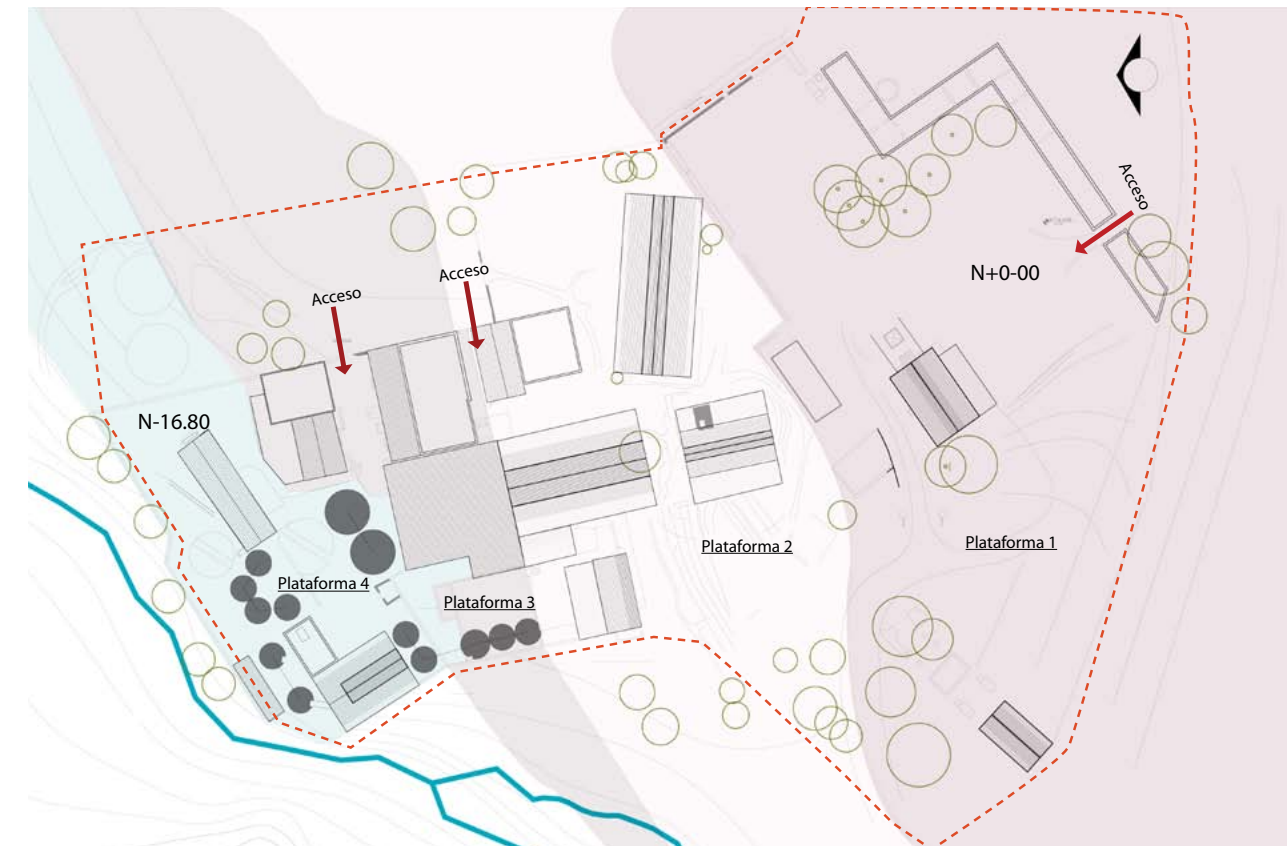 Acceso
N+0-00
Acceso
Acceso
N-16.80
Plataforma 2
Plataforma 1
Plataforma 4
Plataforma 3